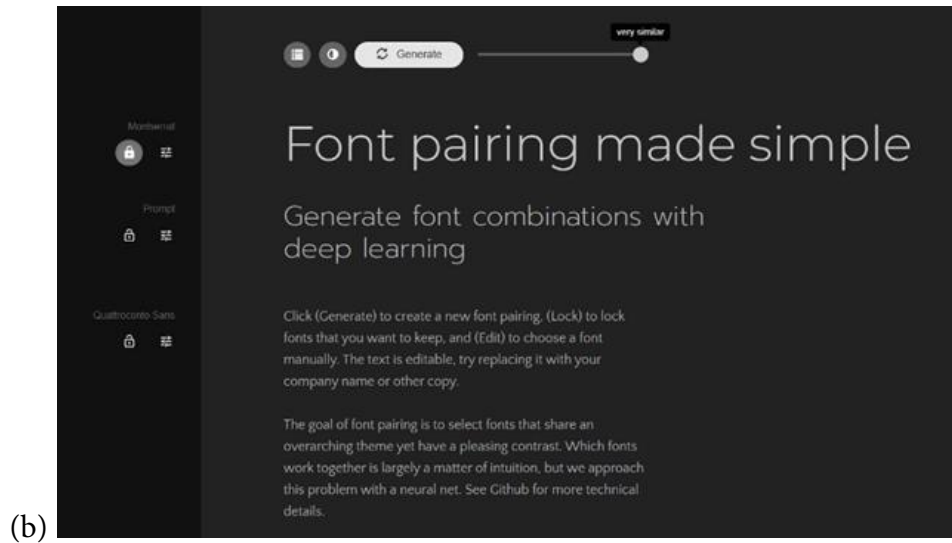 very similar
Generate
Montserrat
Font pairing made simple
Prompt
Generate font combinations with
deep learning
Quattrocento Sans
Click (Generate) to create a new font pairing, (Lock) to lock
fonts that you want to keep, and (Edit) to choose a font
manually. The text is editable, try replacing it with your
company name or other copy.
The goal of font pairing is to select fonts that share an
overarching theme yet have a pleasing contrast. Which fonts
work together is largely a matter of intuition, but we approach
this problem with a neural net. See Github for more technical
details.
(b)